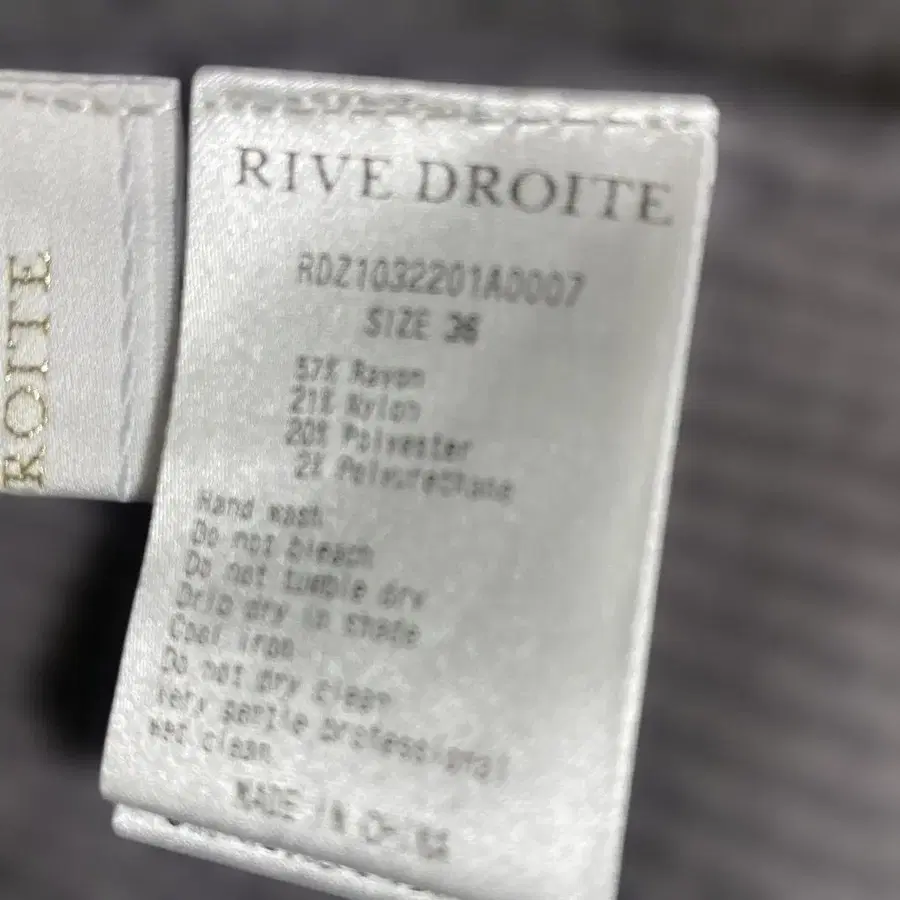 ROITE
RIVE DROITE
RDZ1032201A0007
SIZE 36
57% Rayon
21% Nylon
20% Polyester
2% Polyurethane
Hand wash
Do not bleach
Do not tumble dry
Drip dry in shade
Cool iron
Do not dry clean
Very gentle professional
wet clean
MADE IN CHINA